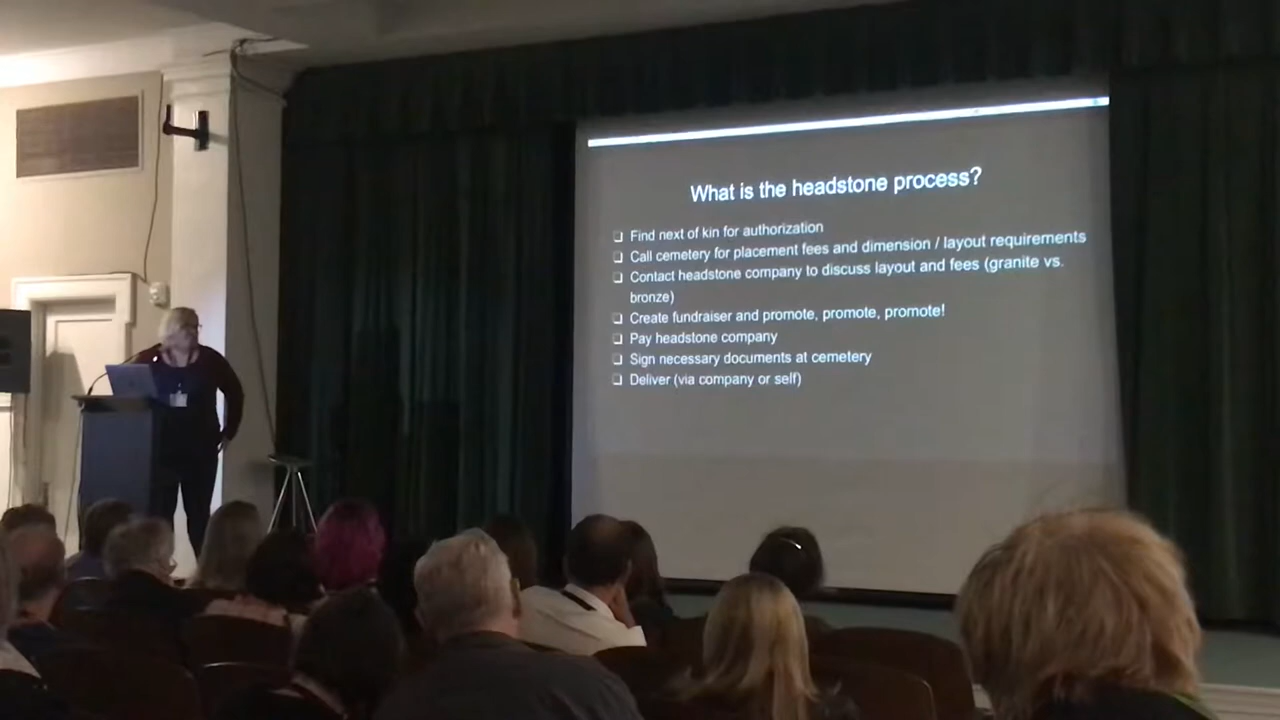 What is the headstone process?
❏ Find next of kin for authorization
❏ Call cemetery for placement fees and dimension / layout requirements
❏ Contact headstone company to discuss layout and fees (granite vs.
bronze)
❏ Create fundraiser and promote, promote, promote!
❏ Pay headstone company
❏ Sign necessary documents at cemetery
❏ Deliver (via company or self)